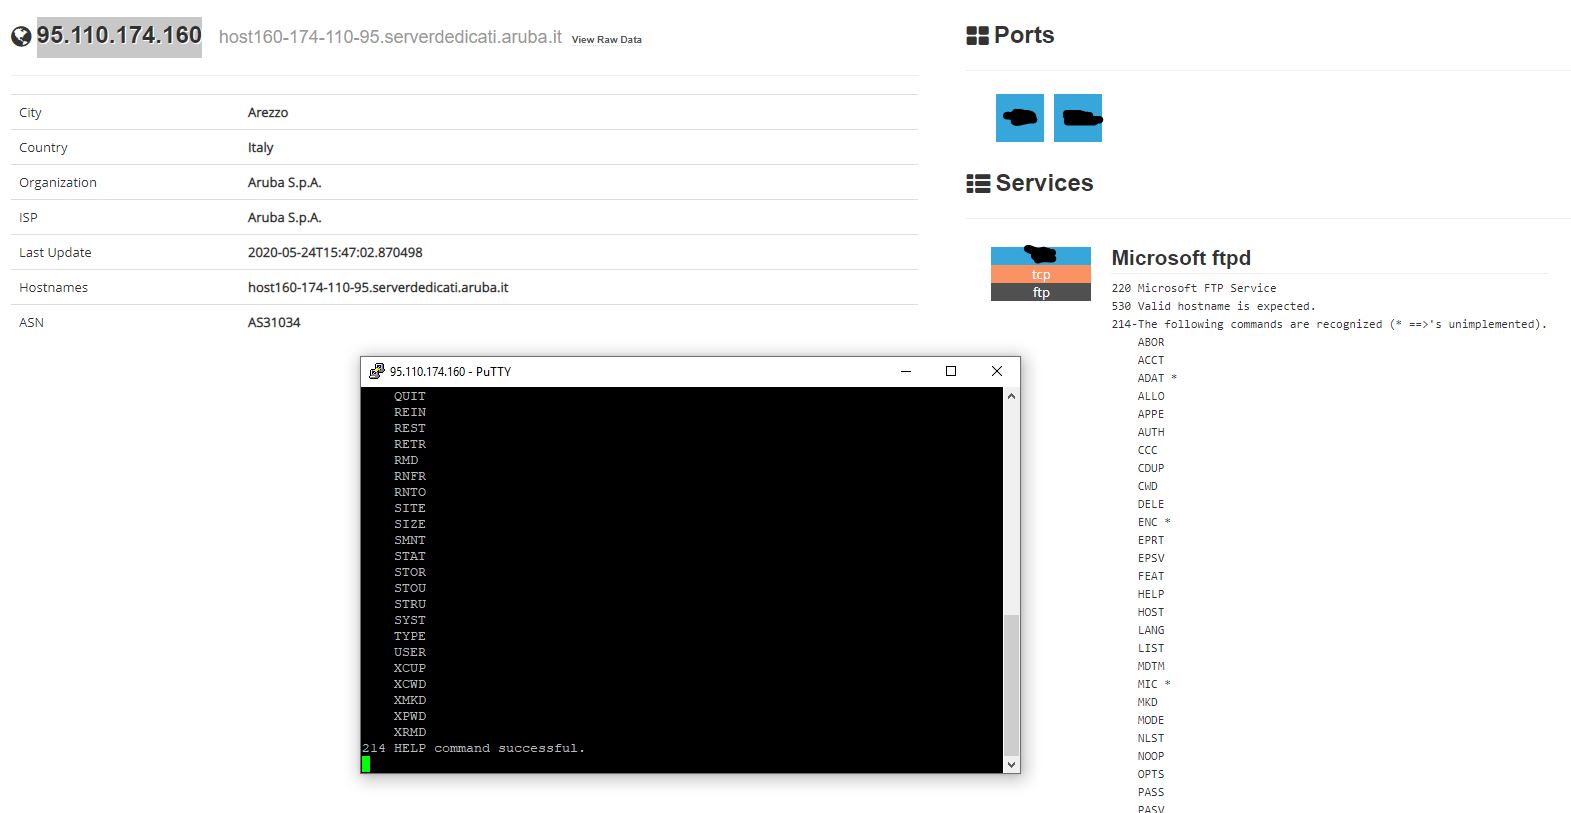 95.110.174.160 host160-174-110-95.serverdedicati.aruba.it View Raw Data
City Arezzo
Country Italy
Organization Aruba S.p.A.
ISP Aruba S.p.A.
Last Update 2020-05-24T15:47:02.870498
Hostnames host160-174-110-95.serverdedicati.aruba.it
ASN AS31034
95.110.174.160 - PuTTY
QUIT
REIN
REST
RETR
RMD
RNFR
RNTO
SITE
SIZE
SMNT
STAT
STOR
STOU
STRU
SYST
TYPE
USER
XCUP
XCWD
XMKD
XPWD
XRMD
214 HELP command successful.
Ports
Services
tcp
ftp
Microsoft ftpd
220 Microsoft FTP Service
530 Valid hostname is expected.
214-The following commands are recognized (* ==>'s unimplemented).
ABOR
ACCT
ADAT *
ALLO
APPE
AUTH
CCC
CDUP
CWD
DELE
ENC *
EPRT
EPSV
FEAT
HELP
HOST
LANG
LIST
MDTM
MIC *
MKD
MODE
NLST
NOOP
OPTS
PASS
PASV